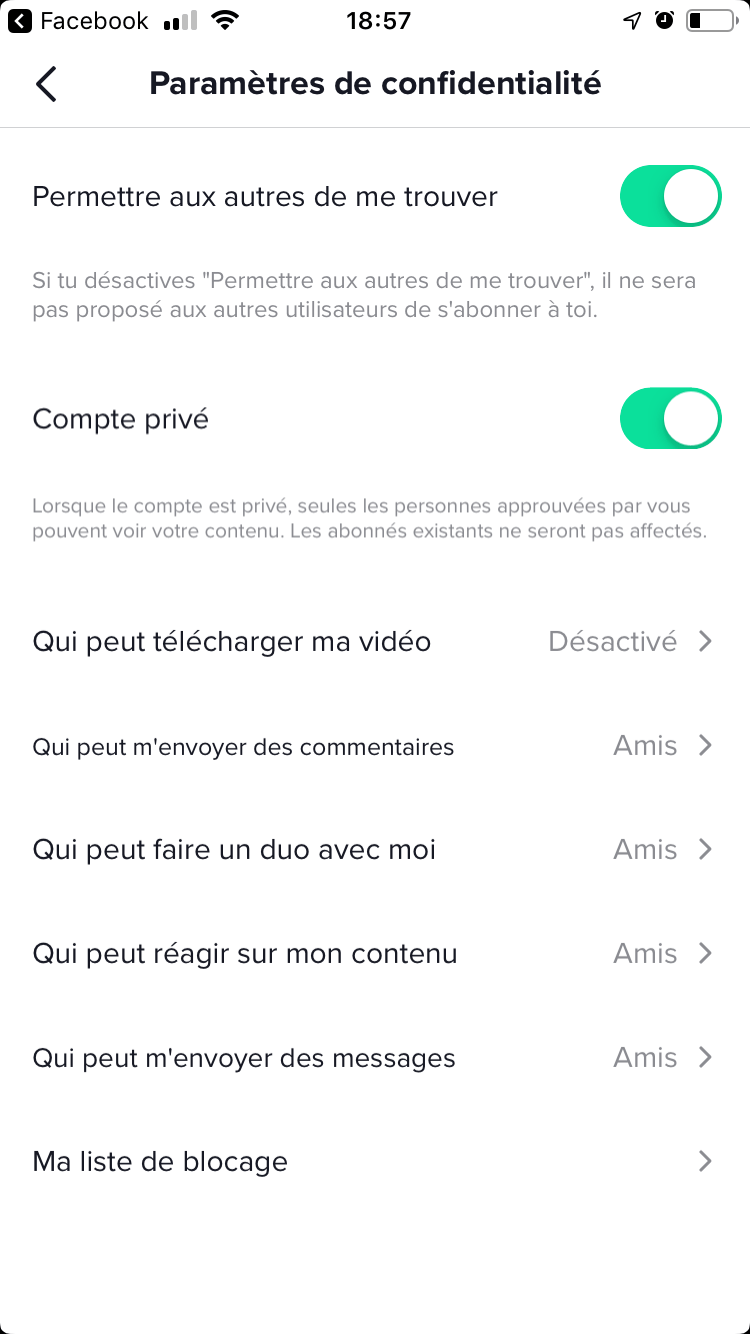 Facebook
18:57
Paramètres de confidentialité
Permettre aux autres de me trouver
Si tu désactives "Permettre aux autres de me trouver", il ne sera
pas proposé aux autres utilisateurs de s'abonner à toi.
Compte privé
Lorsque le compte est privé, seules les personnes approuvées par vous
pouvent voir votre contenu. Les abonnés existants ne seront pas affectés.
Qui peut télécharger ma vidéo Désactivé
Qui peut m'envoyer des commentaires Amis
Qui peut faire un duo avec moi Amis
Qui peut réagir sur mon contenu Amis
Qui peut m'envoyer des messages Amis
Ma liste de blocage